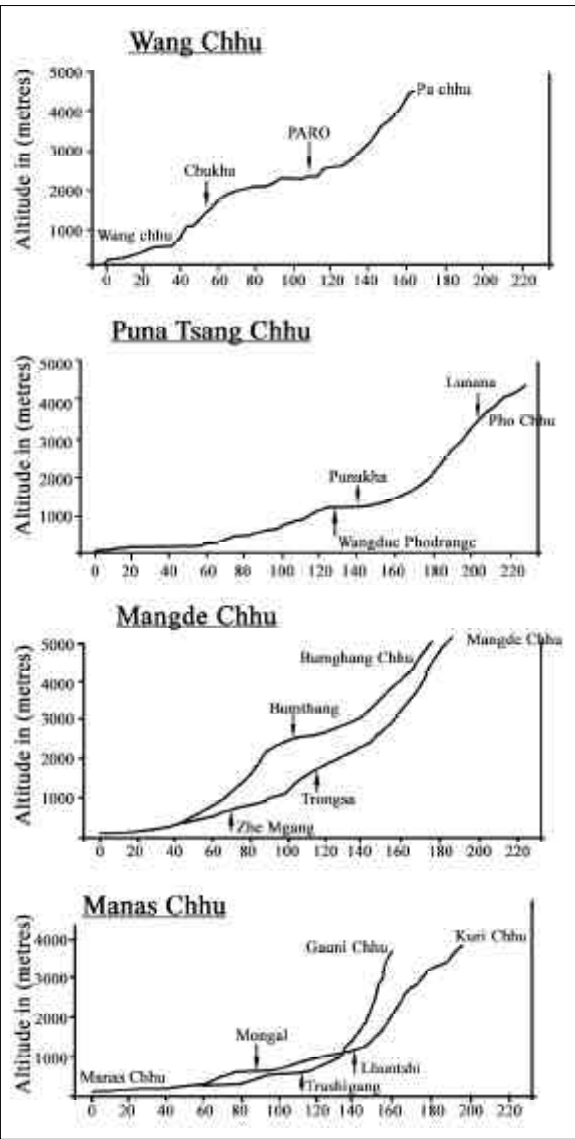 Wang Chhu
Altitude in (metres)
5000
4000
3000
2000
1000
Pa chhu
PARO
Chukha
Wang chhu
0 20 40 60 80 100 120 140 160 180 200 220
Puna Tsang Chhu
Altitude in (metres)
5000
4000
3000
2000
1000
Lunana
Pho Chhu
Punakha
Wangdue Phodrange
0 20 40 60 80 100 120 140 160 180 200 220
Mangde Chhu
Altitude in (metres)
5000
4000
3000
2000
1000
Bumghang Chhu
Mangde Chhu
Bumthang
Trongsa
Zhe Mgang
0 20 40 60 80 100 120 140 160 180 200 220
Manas Chhu
Altitude in (metres)
4000
3000
2000
1000
Gauni Chhu
Kuri Chhu
Mongal
Manas Chhu
Lhuntshi
Trashigang
0 20 40 60 80 100 120 140 160 180 200 220